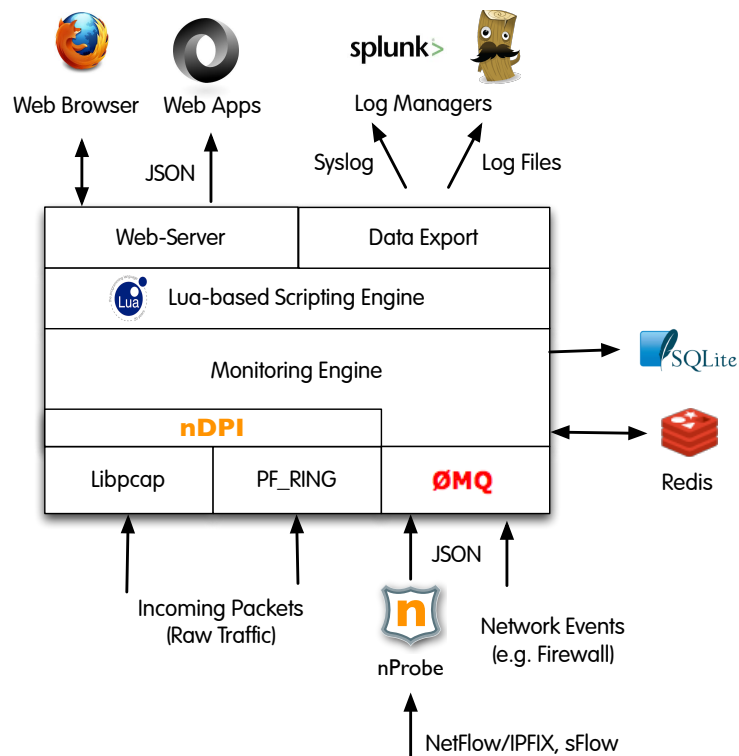 splunk>
Web Browser
Web Apps
Log Managers
JSON
Syslog
Log Files
Web-Server
Data Export
Lua
Lua-based Scripting Engine
Monitoring Engine
SQLite
nDPI
Libpcap
PF_RING
ØMQ
Redis
JSON
Incoming Packets
(Raw Traffic)
n
nProbe
Network Events
(e.g. Firewall)
NetFlow/IPFIX, sFlow